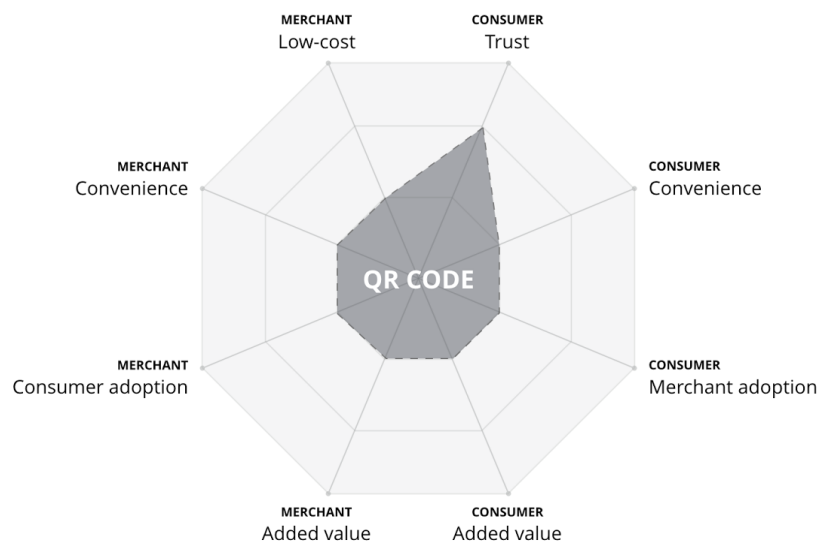 MERCHANT
Low-cost
CONSUMER
Trust
MERCHANT
Convenience
CONSUMER
Convenience
QR CODE
MERCHANT
Consumer adoption
CONSUMER
Merchant adoption
MERCHANT
Added value
CONSUMER
Added value